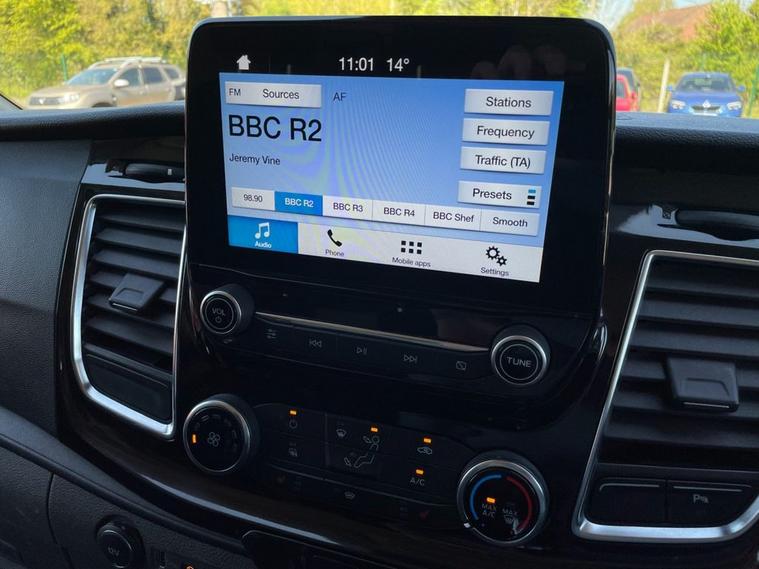 11:01 14°
FM Sources AF Stations
BBC R2 Frequency
Jeremy Vine Traffic (TA)
Presets
98.90 BBC R2 BBC R3 BBC R4 BBC Shef Smooth
Audio Phone Mobile apps Settings
VOL
TUNE
A/C
MAX A/C MAX
12V